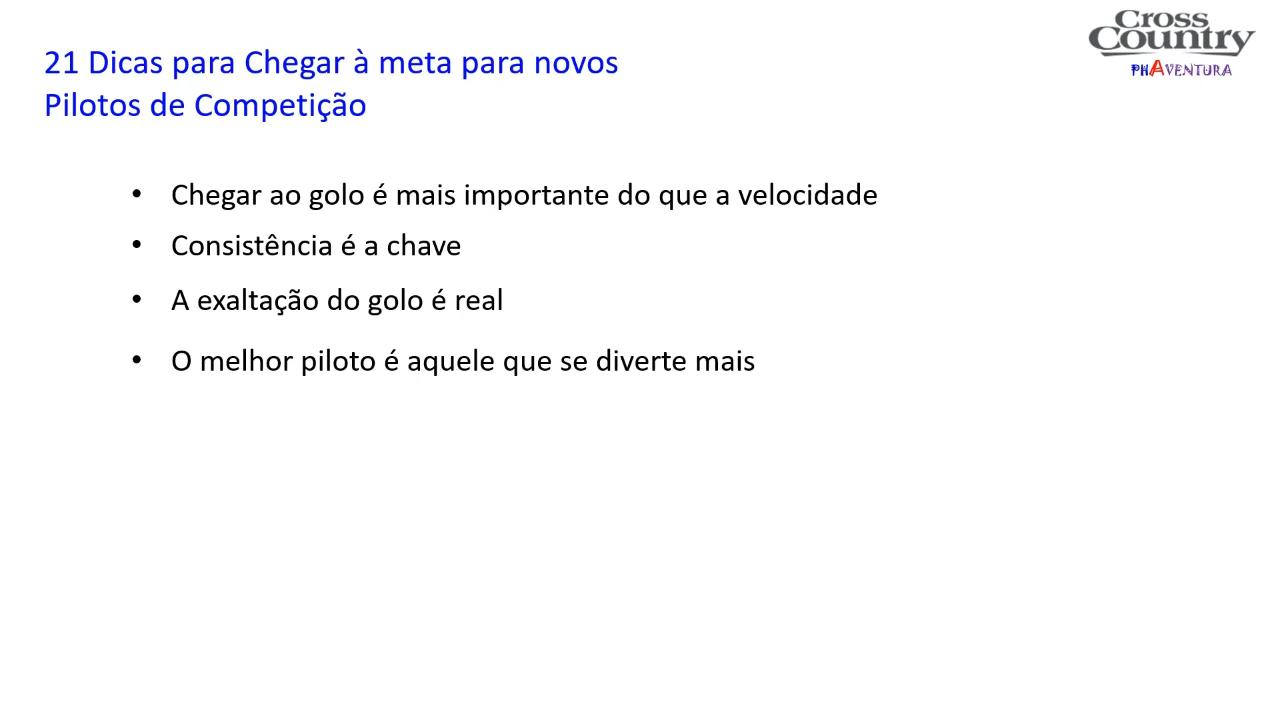 Cross
Country
PHAVENTURA
21 Dicas para Chegar à meta para novos
Pilotos de Competição
• Chegar ao golo é mais importante do que a velocidade
• Consistência é a chave
• A exaltação do golo é real
• O melhor piloto é aquele que se diverte mais